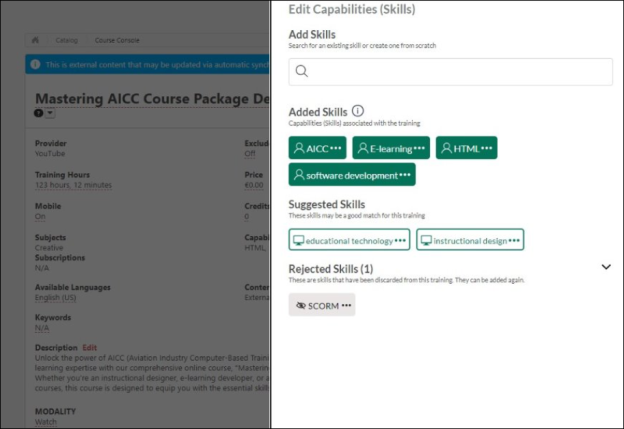 Edit Capabilities (Skills)
Add Skills
Search for an existing skill or create one from scratch
Catalog Course Console
This is external content that may be updated via automatic synch
Mastering AICC Course Package De
Added Skills
Capabilities (Skills) associated with the training
AICC ••• E-learning ••• HTML •••
software development •••
Suggested Skills
These skills may be a good match for this training
educational technology ••• instructional design •••
Rejected Skills (1)
These are skills that have been discarded from this training. They can be added again.
SCORM •••
Provider
YouTube
Exclud
Off
Training Hours
123 hours, 12 minutes
Price
€0.00
Mobile
On
Credits
0
Subjects
Creative
Capabi
HTML,
Subscriptions
N/A
Available Languages
English (US)
Conten
Externa
Keywords
N/A
Description Edit
Unlock the power of AICC (Aviation Industry Computer-Based Traini
learning expertise with our comprehensive online course, "Mastering
Whether you're an instructional designer, e-learning developer, or a
courses, this course is designed to equip you with the essential skill
MODALITY
Watch